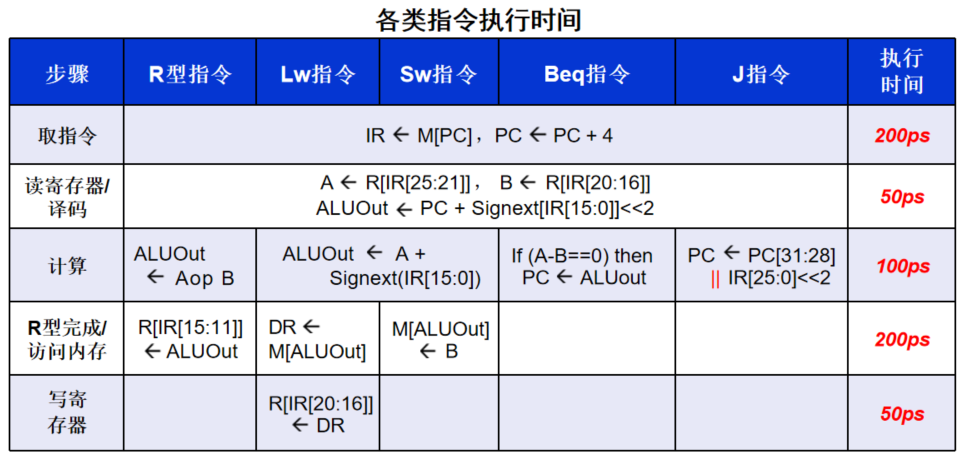 各类指令执行时间
步骤 R型指令 Lw指令 Sw指令 Beq指令 J指令 执行
时间
取指令 IR ← M[PC], PC ← PC + 4 200ps
读寄存器/
译码
A ← R[IR[25:21]], B ← R[IR[20:16]]
ALUOut ← PC + Signext[IR[15:0]]<<2
50ps
计算
ALUOut
← Aop B
ALUOut ← A +
Signext(IR[15:0])
If (A-B==0) then
PC ← ALUout
PC ← PC[31:28]
|| IR[25:0]<<2
100ps
R型完成/
访问内存
R[IR[15:11]]
← ALUOut
DR ←
M[ALUOut]
M[ALUOut]
← B
200ps
写寄
存器
R[IR[20:16]]
← DR
50ps